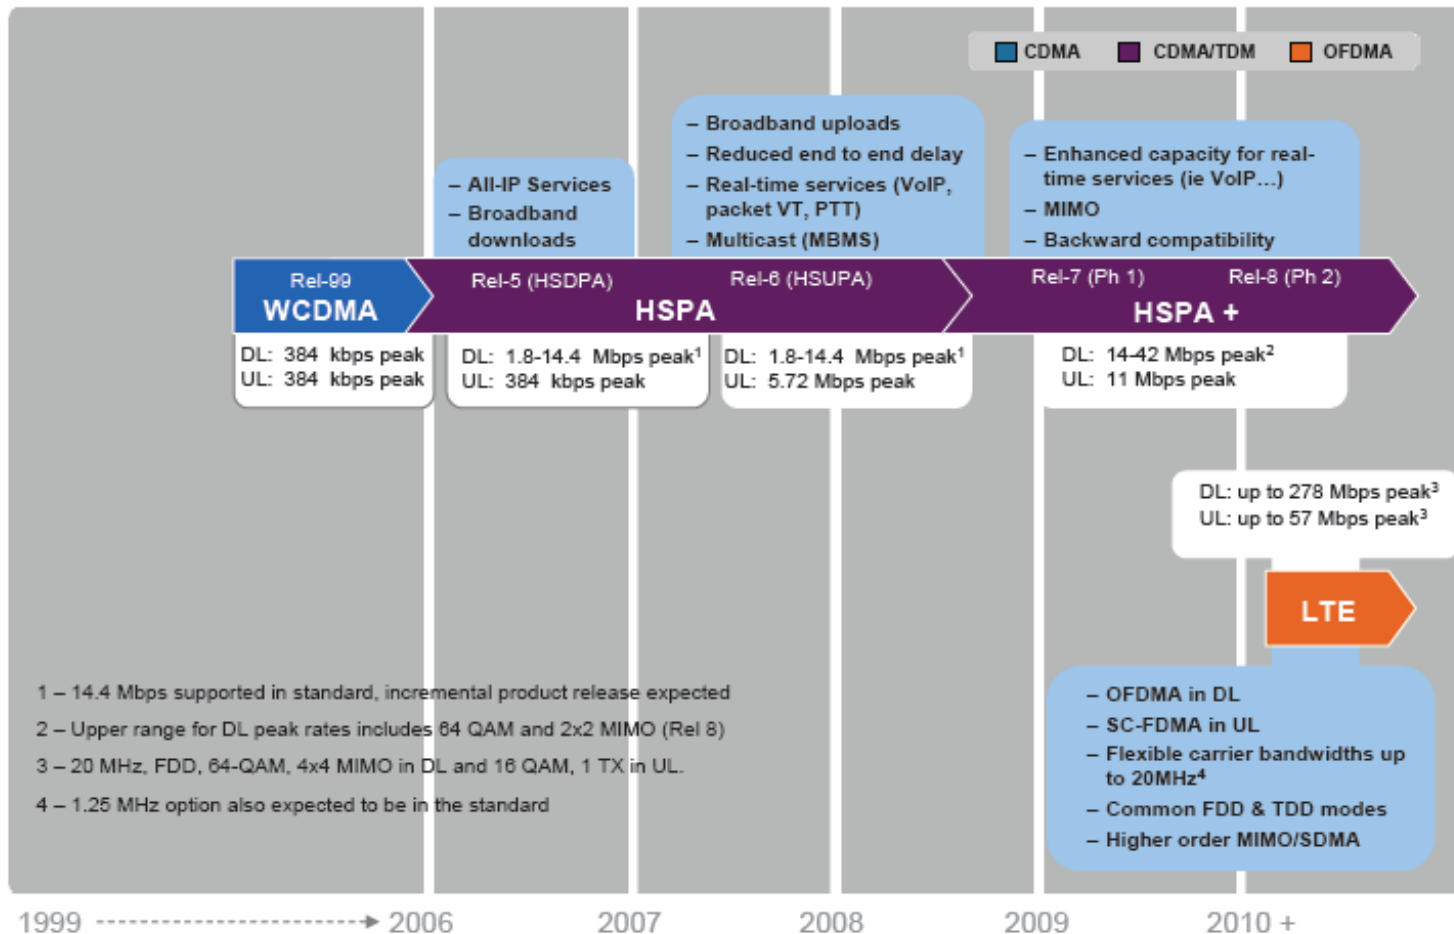 CDMA
CDMA/TDM
OFDMA
– All-IP Services
– Broadband
downloads
– Broadband uploads
– Reduced end to end delay
– Real-time services (VoIP,
packet VT, PTT)
– Multicast (MBMS)
– Enhanced capacity for real-
time services (ie VoIP…)
– MIMO
– Backward compatibility
Rel-99
WCDMA
Rel-5 (HSDPA)
Rel-6 (HSUPA)
HSPA
Rel-7 (Ph 1)
Rel-8 (Ph 2)
HSPA +
DL: 384 kbps peak
UL: 384 kbps peak
DL: 1.8-14.4 Mbps peak¹
UL: 384 kbps peak
DL: 1.8-14.4 Mbps peak¹
UL: 5.72 Mbps peak
DL: 14-42 Mbps peak²
UL: 11 Mbps peak
DL: up to 278 Mbps peak³
UL: up to 57 Mbps peak³
LTE
– OFDMA in DL
– SC-FDMA in UL
– Flexible carrier bandwidths up
to 20MHz⁴
– Common FDD & TDD modes
– Higher order MIMO/SDMA
1 – 14.4 Mbps supported in standard, incremental product release expected
2 – Upper range for DL peak rates includes 64 QAM and 2x2 MIMO (Rel 8)
3 – 20 MHz, FDD, 64-QAM, 4x4 MIMO in DL and 16 QAM, 1 TX in UL.
4 – 1.25 MHz option also expected to be in the standard
1999
2006
2007
2008
2009
2010 +